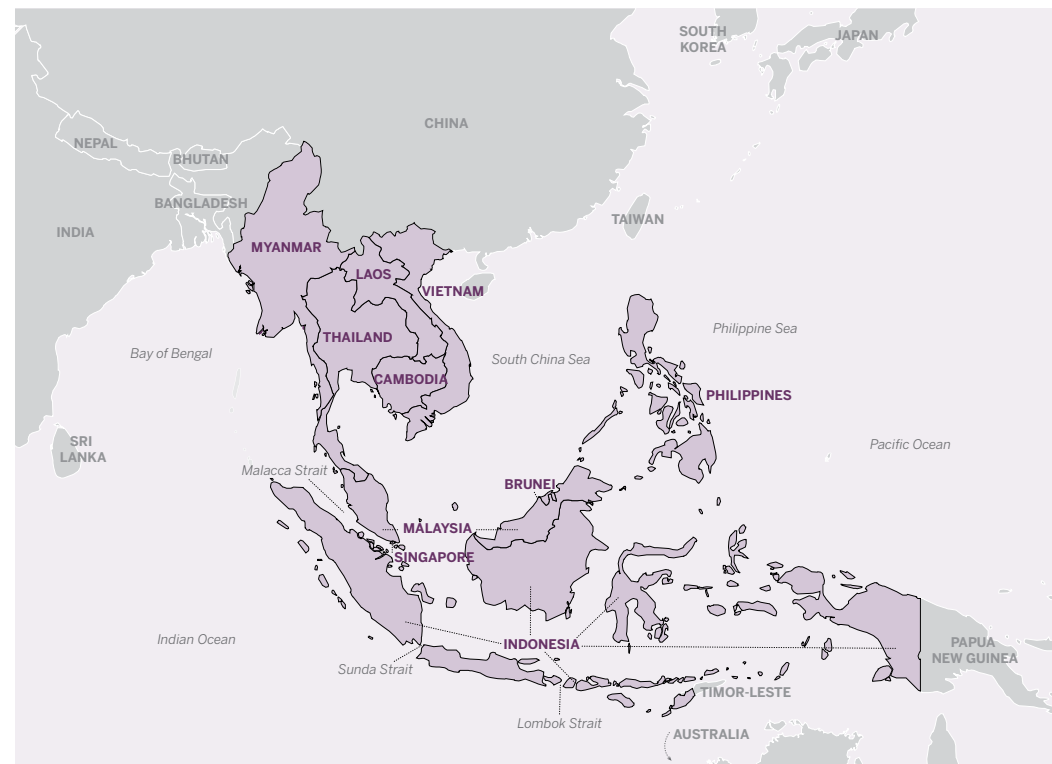 SOUTH
KOREA
JAPAN
CHINA
NEPAL
BHUTAN
BANGLADESH
TAIWAN
INDIA
MYANMAR
LAOS
VIETNAM
Philippine Sea
THAILAND
Bay of Bengal
South China Sea
CAMBODIA
PHILIPPINES
SRI
LANKA
Pacific Ocean
Malacca Strait
BRUNEI
MALAYSIA
SINGAPORE
Indian Ocean
INDONESIA
PAPUA
NEW GUINEA
Sunda Strait
TIMOR-LESTE
Lombok Strait
AUSTRALIA